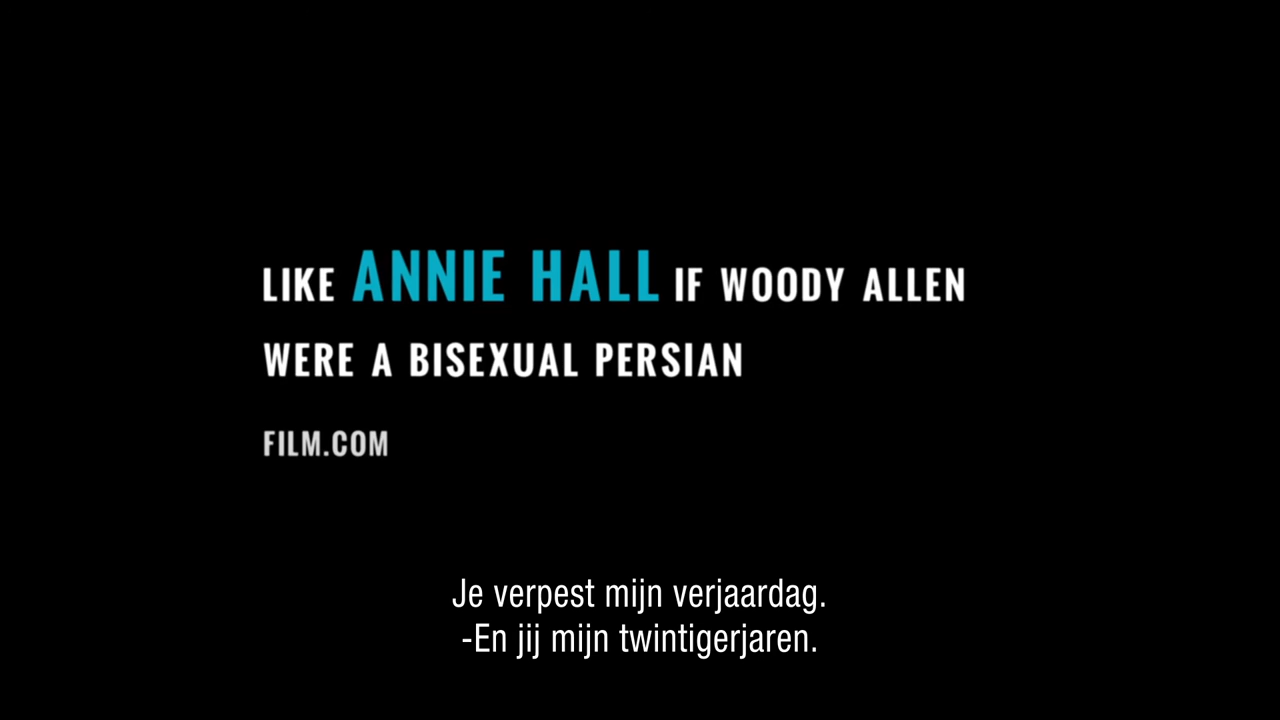 LIKE ANNIE HALL IF WOODY ALLEN
WERE A BISEXUAL PERSIAN
FILM.COM
Je verpest mijn verjaardag.
-En jij mijn twintigerjaren.